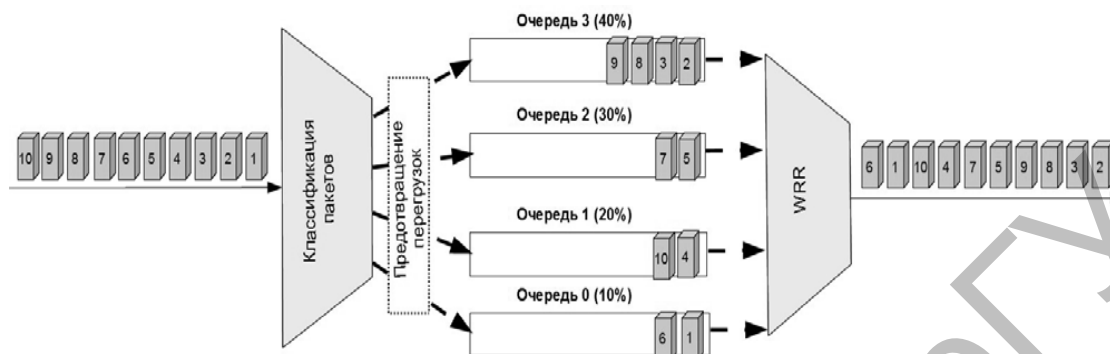 Очередь 3 (40%)
9 8 3 2
Очередь 2 (30%)
7 5
10 9 8 7 6 5 4 3 2 1
Классификация
пакетов
Предотвращение
перегрузок
Очередь 1 (20%)
10 4
Очередь 0 (10%)
6 1
WRR
6 1 10 4 7 5 9 8 3 2